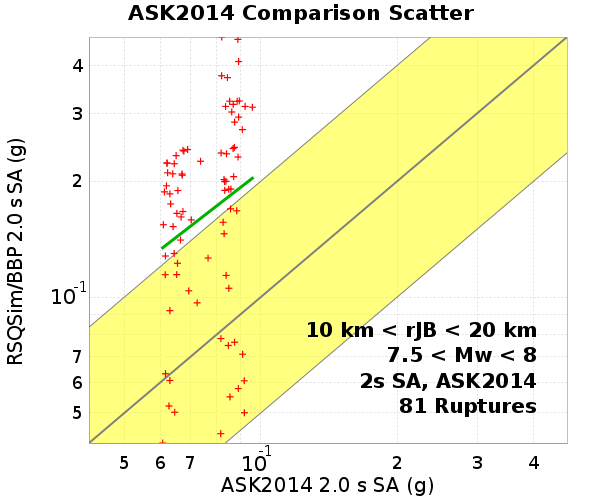 ASK2014 Comparison Scatter
RSQSim/BBP 2.0 s SA (g)
4
3
2
10-1
7
6
5
10 km < rJB < 20 km
7.5 < Mw < 8
2s SA, ASK2014
81 Ruptures
5 6 7 10-1 2 3 4
ASK2014 2.0 s SA (g)